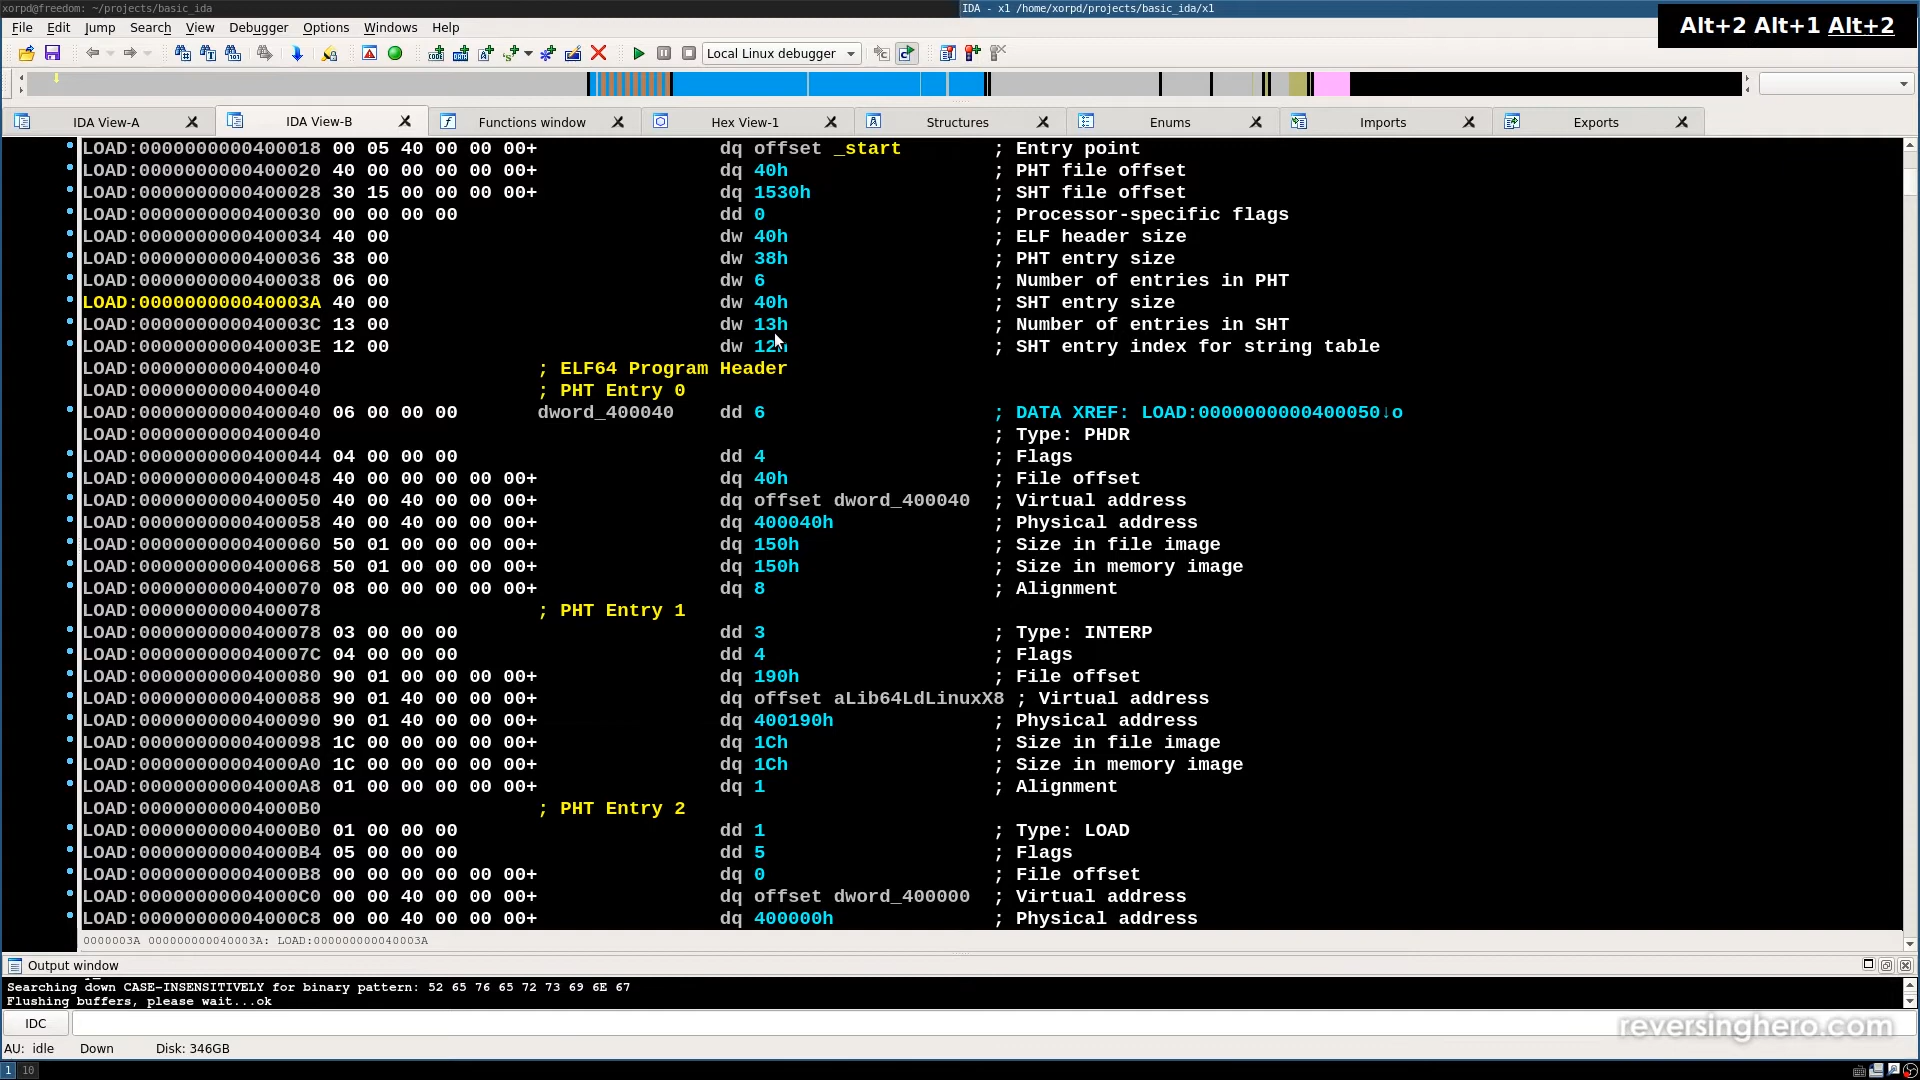 xorpd@freedom: ~/projects/basic_ida
IDA - x1 /home/xorpd/projects/basic_ida/x1
Alt+2 Alt+1 Alt+2
File Edit Jump Search View Debugger Options Windows Help
Local Linux debugger
IDA View-A IDA View-B Functions window Hex View-1 Structures Enums Imports Exports
LOAD:0000000000400018 00 05 40 00 00 00 00+ dq offset _start ; Entry point
LOAD:0000000000400020 40 00 00 00 00 00 00+ dq 40h ; PHT file offset
LOAD:0000000000400028 30 15 00 00 00 00 00+ dq 1530h ; SHT file offset
LOAD:0000000000400030 00 00 00 00 dd 0 ; Processor-specific flags
LOAD:0000000000400034 40 00 dw 40h ; ELF header size
LOAD:0000000000400036 38 00 dw 38h ; PHT entry size
LOAD:0000000000400038 06 00 dw 6 ; Number of entries in PHT
LOAD:000000000040003A 40 00 dw 40h ; SHT entry size
LOAD:000000000040003C 13 00 dw 13h ; Number of entries in SHT
LOAD:000000000040003E 12 00 dw 12h ; SHT entry index for string table
LOAD:0000000000400040 ; ELF64 Program Header
LOAD:0000000000400040 ; PHT Entry 0
LOAD:0000000000400040 06 00 00 00 dword_400040 dd 6 ; DATA XREF: LOAD:0000000000400050↓o
LOAD:0000000000400040 ; Type: PHDR
LOAD:0000000000400044 04 00 00 00 dd 4 ; Flags
LOAD:0000000000400048 40 00 00 00 00 00 00+ dq 40h ; File offset
LOAD:0000000000400050 40 00 40 00 00 00 00+ dq offset dword_400040 ; Virtual address
LOAD:0000000000400058 40 00 40 00 00 00 00+ dq 400040h ; Physical address
LOAD:0000000000400060 50 01 00 00 00 00 00+ dq 150h ; Size in file image
LOAD:0000000000400068 50 01 00 00 00 00 00+ dq 150h ; Size in memory image
LOAD:0000000000400070 08 00 00 00 00 00 00+ dq 8 ; Alignment
LOAD:0000000000400078 ; PHT Entry 1
LOAD:0000000000400078 03 00 00 00 dd 3 ; Type: INTERP
LOAD:000000000040007C 04 00 00 00 dd 4 ; Flags
LOAD:0000000000400080 90 01 00 00 00 00 00+ dq 190h ; File offset
LOAD:0000000000400088 90 01 40 00 00 00 00+ dq offset aLib64LdLinuxX8 ; Virtual address
LOAD:0000000000400090 90 01 40 00 00 00 00+ dq 400190h ; Physical address
LOAD:0000000000400098 1C 00 00 00 00 00 00+ dq 1Ch ; Size in file image
LOAD:00000000004000A0 1C 00 00 00 00 00 00+ dq 1Ch ; Size in memory image
LOAD:00000000004000A8 01 00 00 00 00 00 00+ dq 1 ; Alignment
LOAD:00000000004000B0 ; PHT Entry 2
LOAD:00000000004000B0 01 00 00 00 dd 1 ; Type: LOAD
LOAD:00000000004000B4 05 00 00 00 dd 5 ; Flags
LOAD:00000000004000B8 00 00 00 00 00 00 00+ dq 0 ; File offset
LOAD:00000000004000C0 00 00 40 00 00 00 00+ dq offset dword_400000 ; Virtual address
LOAD:00000000004000C8 00 00 40 00 00 00 00+ dq 400000h ; Physical address
0000003A 000000000040003A: LOAD:000000000040003A
Output window
Searching down CASE-INSENSITIVELY for binary pattern: 52 65 76 65 72 73 69 6E 67
Flushing buffers, please wait...ok
IDC
reversinghero.com
AU: idle Down Disk: 346GB
1 10